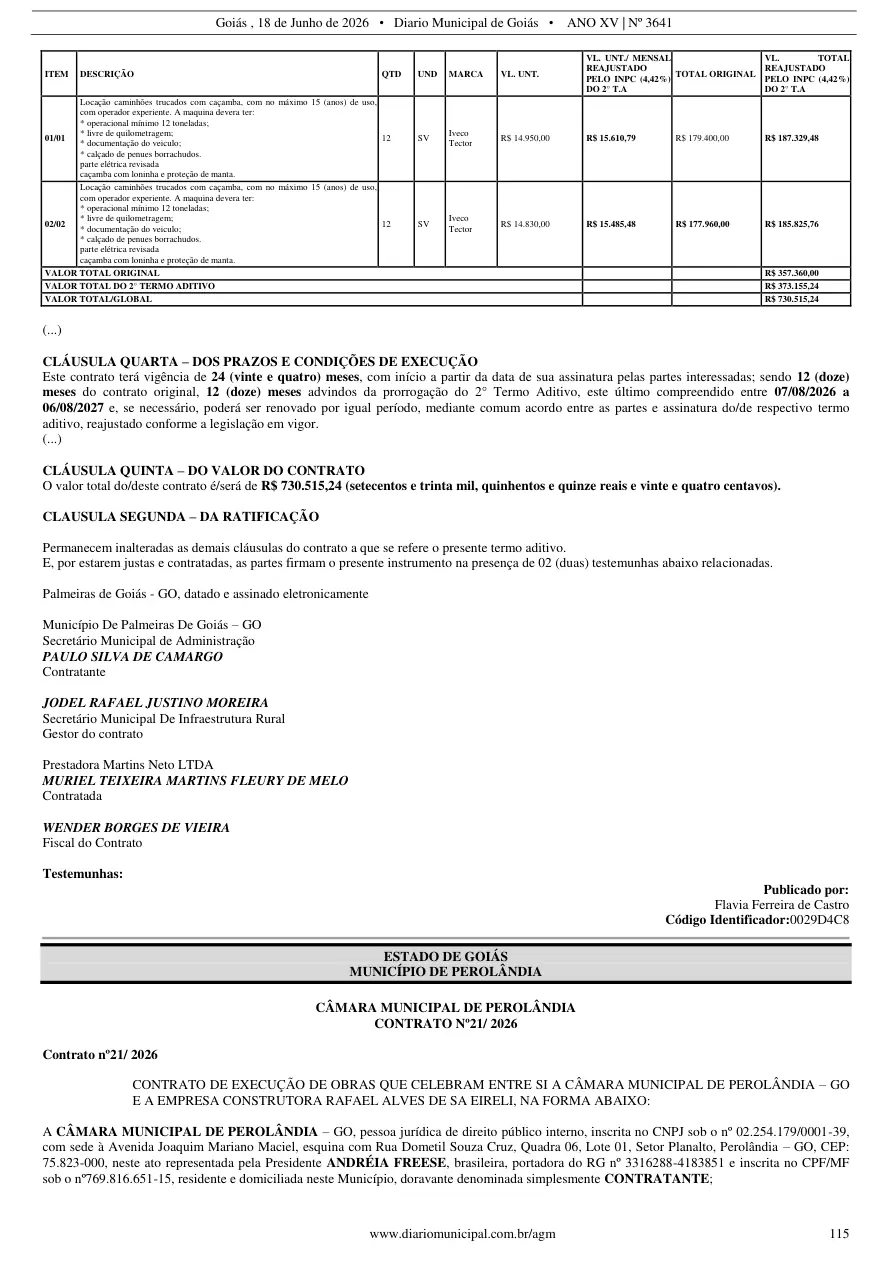 Goiás , 18 de Junho de 2026 • Diario Municipal de Goiás • ANO XV | Nº 3641
ITEM DESCRIÇÃO QTD UND MARCA VL. UNT. VL. UNT./ MENSAL REAJUSTADO PELO INPC (4,42%) DO 2° T.A TOTAL ORIGINAL VL. TOTAL REAJUSTADO PELO INPC (4,42%) DO 2° T.A
Locação caminhões trucados com caçamba, com no máximo 15 (anos) de uso,
com operador experiente. A maquina devera ter:
* operacional mínimo 12 toneladas;
* livre de quilometragem;
01/01 * documentação do veiculo; 12 SV Iveco Tector R$ 14.950,00 R$ 15.610,79 R$ 179.400,00 R$ 187.329,48
* calçado de penues borrachudos.
parte elétrica revisada
caçamba com loninha e proteção de manta.
Locação caminhões trucados com caçamba, com no máximo 15 (anos) de uso,
com operador experiente. A maquina devera ter:
* operacional mínimo 12 toneladas;
* livre de quilometragem;
02/02 * documentação do veiculo; 12 SV Iveco Tector R$ 14.830,00 R$ 15.485,48 R$ 177.960,00 R$ 185.825,76
* calçado de penues borrachudos.
parte elétrica revisada
caçamba com loninha e proteção de manta.
VALOR TOTAL ORIGINAL R$ 357.360,00
VALOR TOTAL DO 2° TERMO ADITIVO R$ 373.155,24
VALOR TOTAL/GLOBAL R$ 730.515,24
(...)
CLÁUSULA QUARTA – DOS PRAZOS E CONDIÇÕES DE EXECUÇÃO
Este contrato terá vigência de 24 (vinte e quatro) meses, com início a partir da data de sua assinatura pelas partes interessadas; sendo 12 (doze)
meses do contrato original, 12 (doze) meses advindos da prorrogação do 2° Termo Aditivo, este último compreendido entre 07/08/2026 a
06/08/2027 e, se necessário, poderá ser renovado por igual período, mediante comum acordo entre as partes e assinatura do/de respectivo termo
aditivo, reajustado conforme a legislação em vigor.
(...)
CLÁUSULA QUINTA – DO VALOR DO CONTRATO
O valor total do/deste contrato é/será de R$ 730.515,24 (setecentos e trinta mil, quinhentos e quinze reais e vinte e quatro centavos).
CLAUSULA SEGUNDA – DA RATIFICAÇÃO
Permanecem inalteradas as demais cláusulas do contrato a que se refere o presente termo aditivo.
E, por estarem justas e contratadas, as partes firmam o presente instrumento na presença de 02 (duas) testemunhas abaixo relacionadas.
Palmeiras de Goiás - GO, datado e assinado eletronicamente
Município De Palmeiras De Goiás – GO
Secretário Municipal de Administração
PAULO SILVA DE CAMARGO
Contratante
JODEL RAFAEL JUSTINO MOREIRA
Secretário Municipal De Infraestrutura Rural
Gestor do contrato
Prestadora Martins Neto LTDA
MURIEL TEIXEIRA MARTINS FLEURY DE MELO
Contratada
WENDER BORGES DE VIEIRA
Fiscal do Contrato
Testemunhas:
Publicado por:
Flavia Ferreira de Castro
Código Identificador:0029D4C8
ESTADO DE GOIÁS
MUNICÍPIO DE PEROLÂNDIA
CÂMARA MUNICIPAL DE PEROLÂNDIA
CONTRATO Nº21/ 2026
Contrato nº21/ 2026
CONTRATO DE EXECUÇÃO DE OBRAS QUE CELEBRAM ENTRE SI A CÂMARA MUNICIPAL DE PEROLÂNDIA – GO
E A EMPRESA CONSTRUTORA RAFAEL ALVES DE SA EIRELI, NA FORMA ABAIXO:
A CÂMARA MUNICIPAL DE PEROLÂNDIA – GO, pessoa jurídica de direito público interno, inscrita no CNPJ sob o nº 02.254.179/0001-39,
com sede à Avenida Joaquim Mariano Maciel, esquina com Rua Dometil Souza Cruz, Quadra 06, Lote 01, Setor Planalto, Perolândia – GO, CEP:
75.823-000, neste ato representada pela Presidente ANDRÉIA FREESE, brasileira, portadora do RG nº 3316288-4183851 e inscrita no CPF/MF
sob o nº769.816.651-15, residente e domiciliada neste Município, doravante denominada simplesmente CONTRATANTE;
www.diariomunicipal.com.br/agm 115